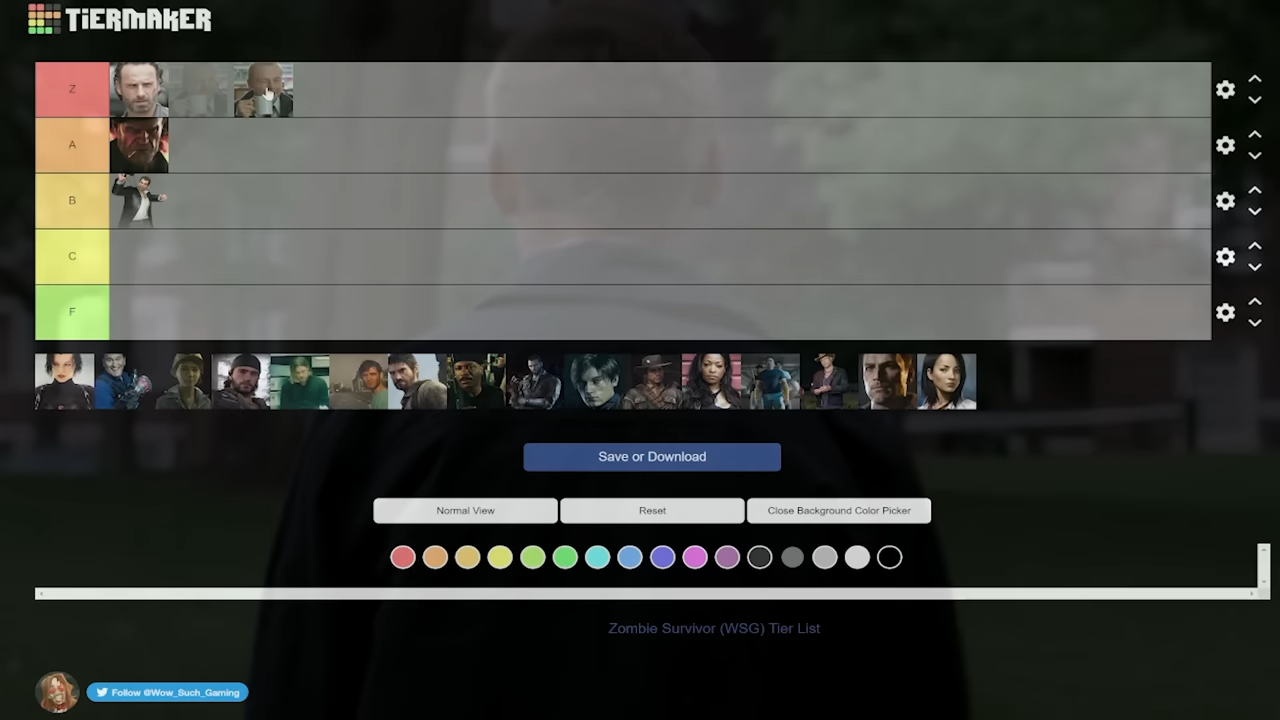 TiERMAKER
Z
A
B
C
F
Save or Download
Normal View
Reset
Close Background Color Picker
Zombie Survivor (WSG) Tier List
Follow @Wow_Such_Gaming